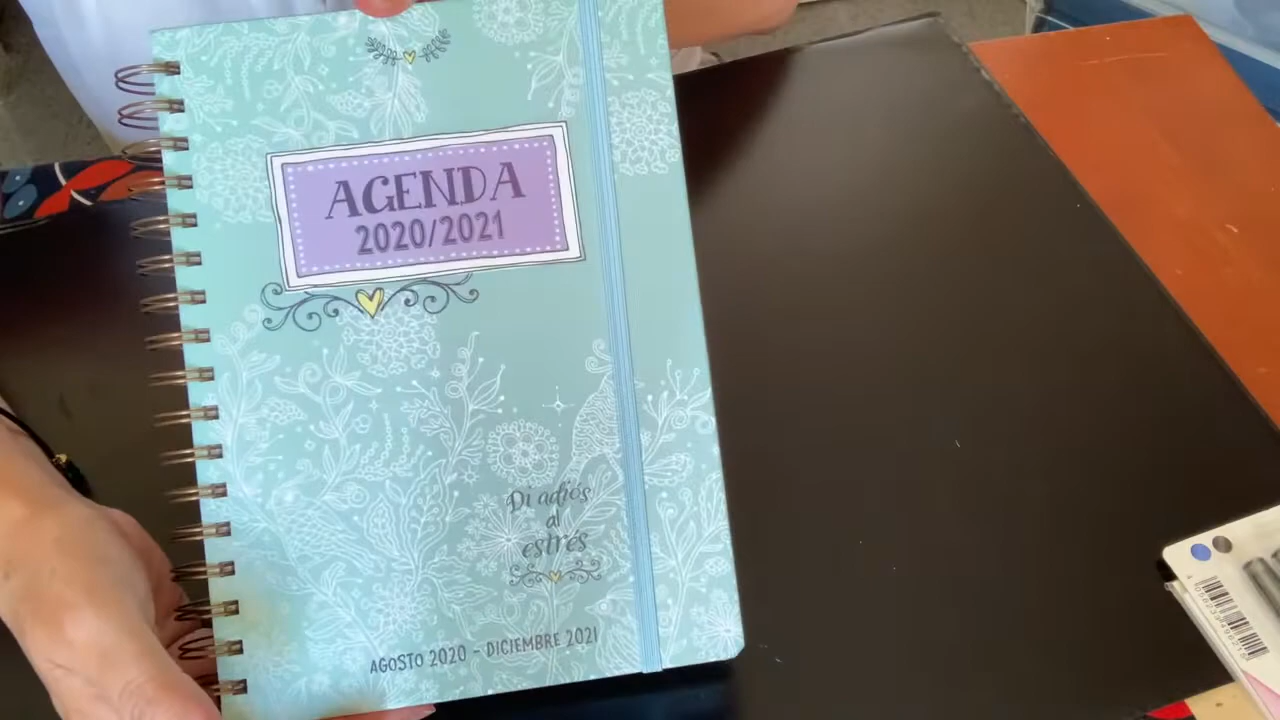 AGENDA
2020/2021
Di adiós
al
estrés
AGOSTO 2020 - DICIEMBRE 2021